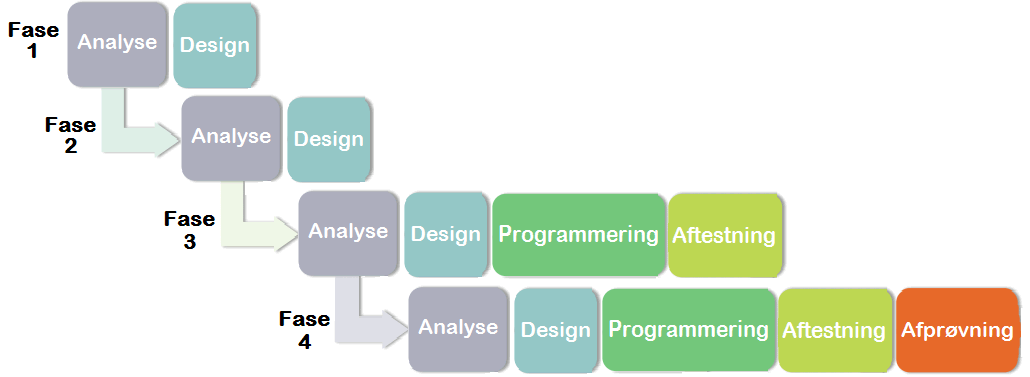 Fase
1
Analyse
Design
Fase
2
Analyse
Design
Fase
3
Analyse
Design
Programmering
Aftestning
Fase
4
Analyse
Design
Programmering
Aftestning
Afprøvning